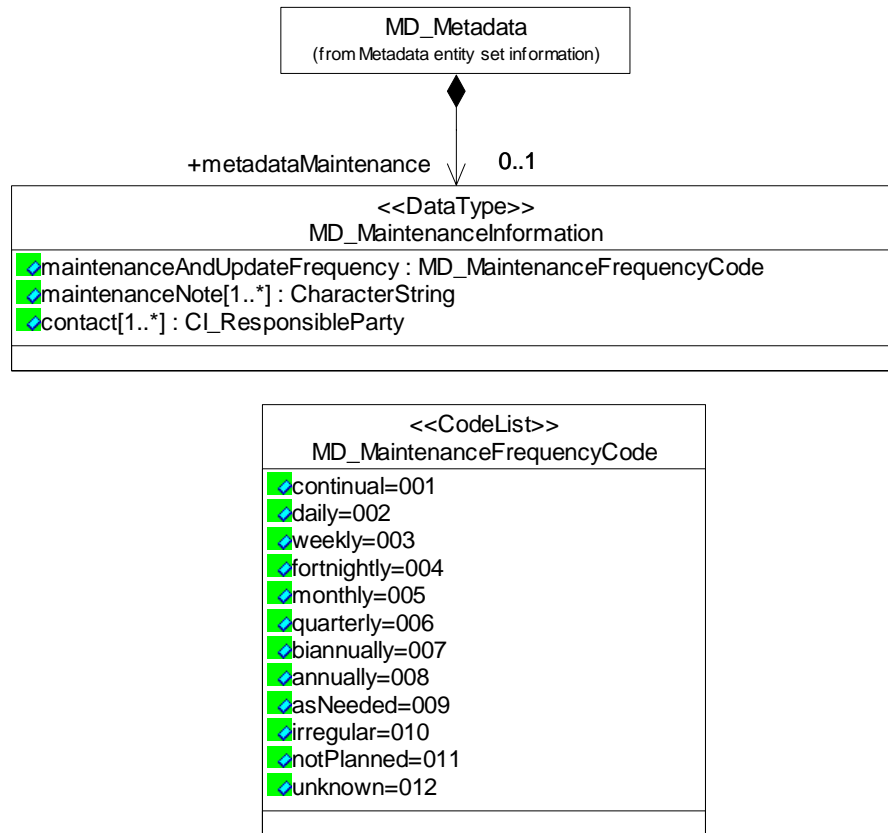 MD_Metadata
(from Metadata entity set information)
+metadataMaintenance 0..1
<<DataType>>
MD_MaintenanceInformation
maintenanceAndUpdateFrequency : MD_MaintenanceFrequencyCode
maintenanceNote[1..*] : CharacterString
contact[1..*] : CI_ResponsibleParty
<<CodeList>>
MD_MaintenanceFrequencyCode
continual=001
daily=002
weekly=003
fortnightly=004
monthly=005
quarterly=006
biannually=007
annually=008
asNeeded=009
irregular=010
notPlanned=011
unknown=012